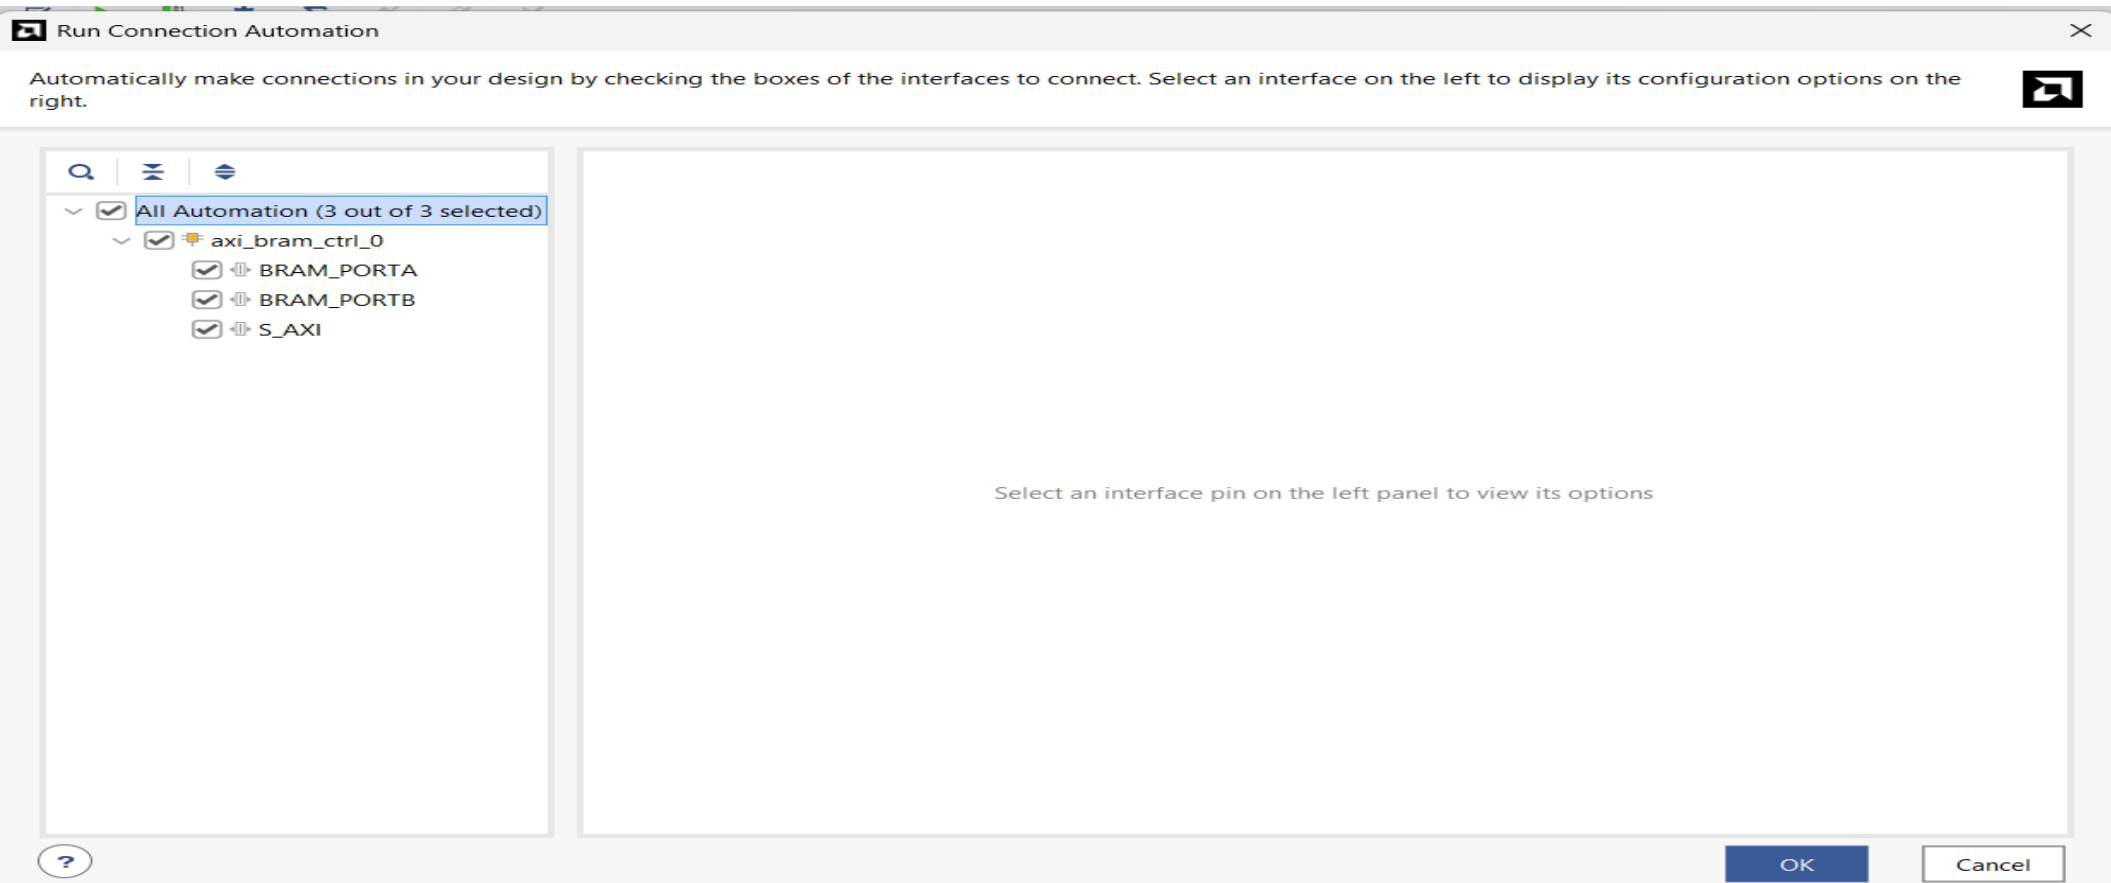 Run Connection Automation
Automatically make connections in your design by checking the boxes of the interfaces to connect. Select an interface on the left to display its configuration options on the
right.
All Automation (3 out of 3 selected)
axi_bram_ctrl_0
BRAM_PORTA
BRAM_PORTB
S_AXI
Select an interface pin on the left panel to view its options
?
OK
Cancel